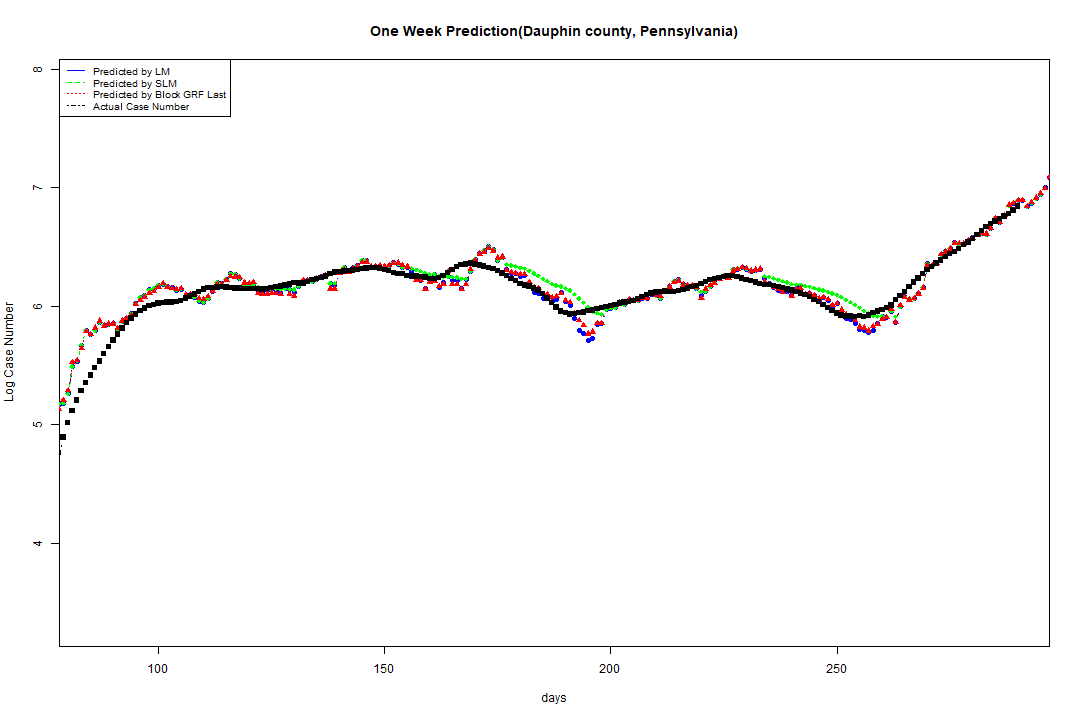 One Week Prediction(Dauphin county, Pennsylvania)
Predicted by LM
Predicted by SLM
Predicted by Block GRF Last
Actual Case Number
8
7
6
5
4
Log Case Number
100
150
200
250
days